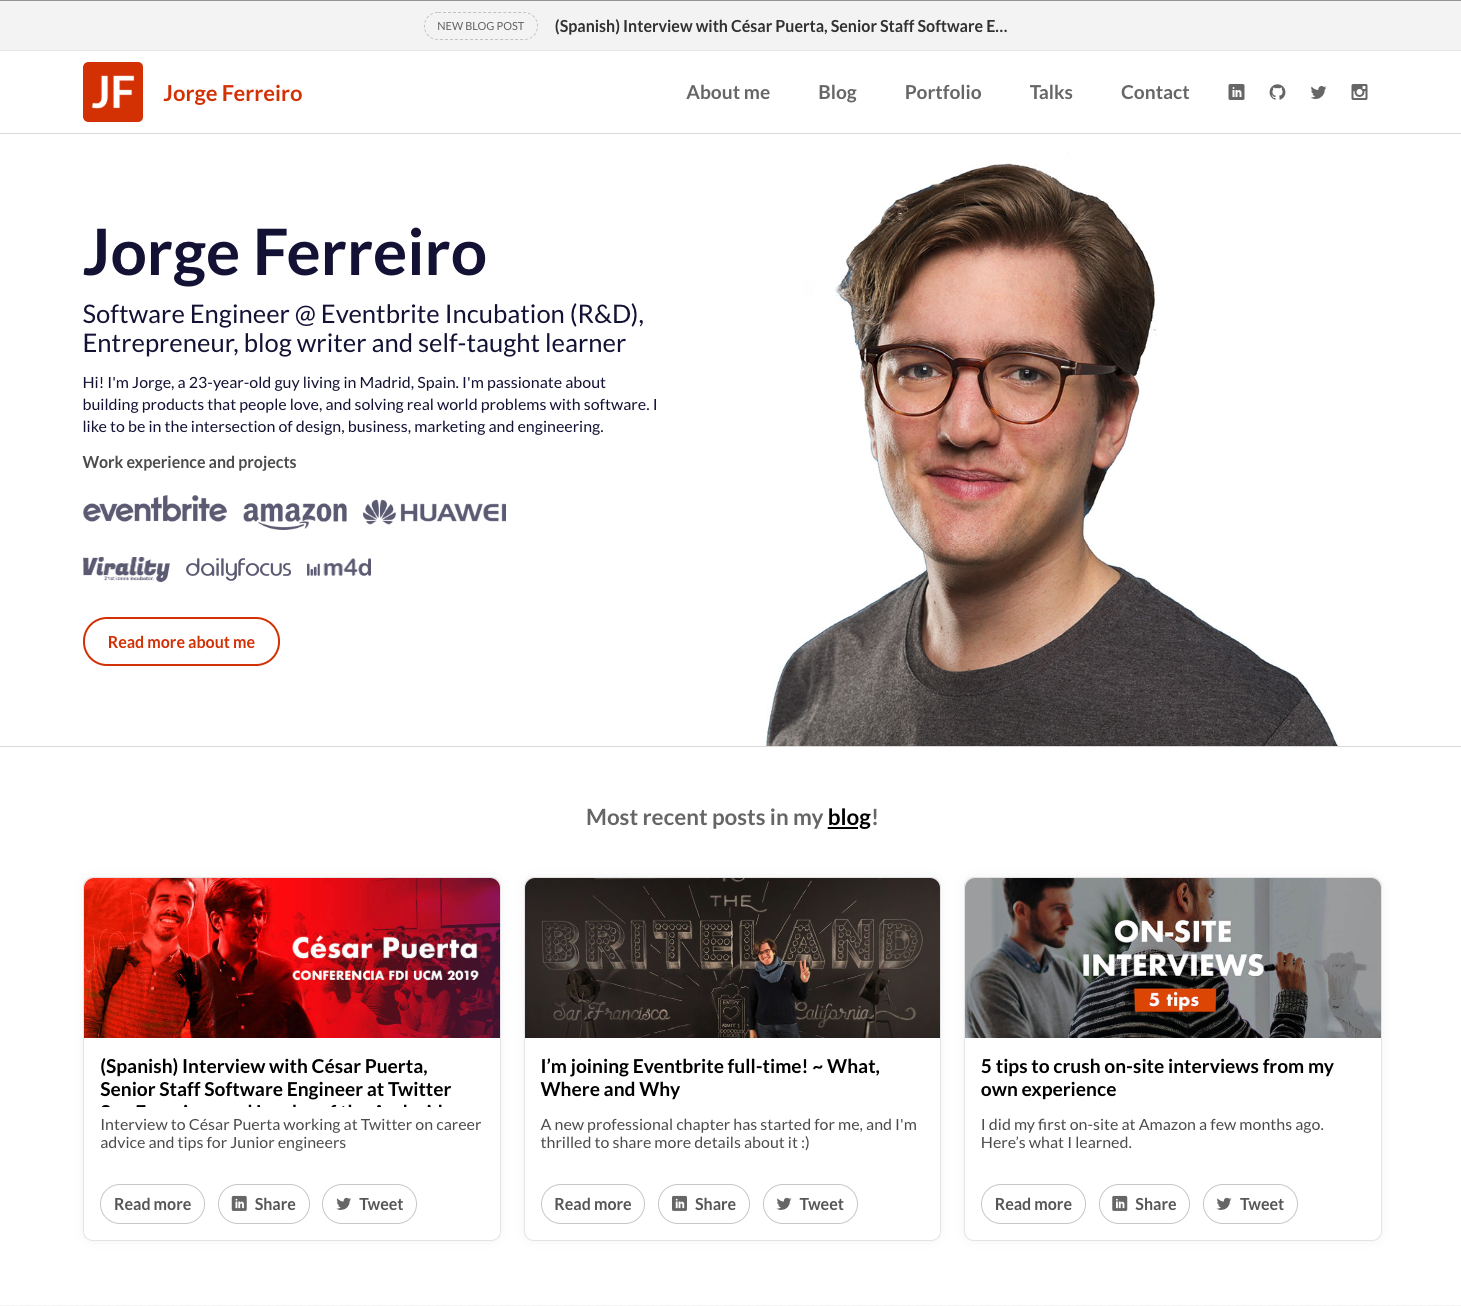 NEW BLOG POST (Spanish) Interview with César Puerta, Senior Staff Software E...
JF Jorge Ferreiro About me Blog Portfolio Talks Contact
Jorge Ferreiro
Software Engineer @ Eventbrite Incubation (R&D),
Entrepreneur, blog writer and self-taught learner
Hi! I'm Jorge, a 23-year-old guy living in Madrid, Spain. I'm passionate about
building products that people love, and solving real world problems with software. I
like to be in the intersection of design, business, marketing and engineering.
Work experience and projects
eventbrite amazon HUAWEI
Virality dailyfocus m4d
Read more about me
Most recent posts in my blog!
César Puerta
CONFERENCIA FDI UCM 2019
(Spanish) Interview with César Puerta,
Senior Staff Software Engineer at Twitter
Interview to César Puerta working at Twitter on career
advice and tips for Junior engineers
Read more Share Tweet
THE
BRITELAND
San Francisco California
I’m joining Eventbrite full-time! ~ What,
Where and Why
A new professional chapter has started for me, and I'm
thrilled to share more details about it :)
Read more Share Tweet
ON-SITE
INTERVIEWS
5 tips
5 tips to crush on-site interviews from my
own experience
I did my first on-site at Amazon a few months ago.
Here’s what I learned.
Read more Share Tweet